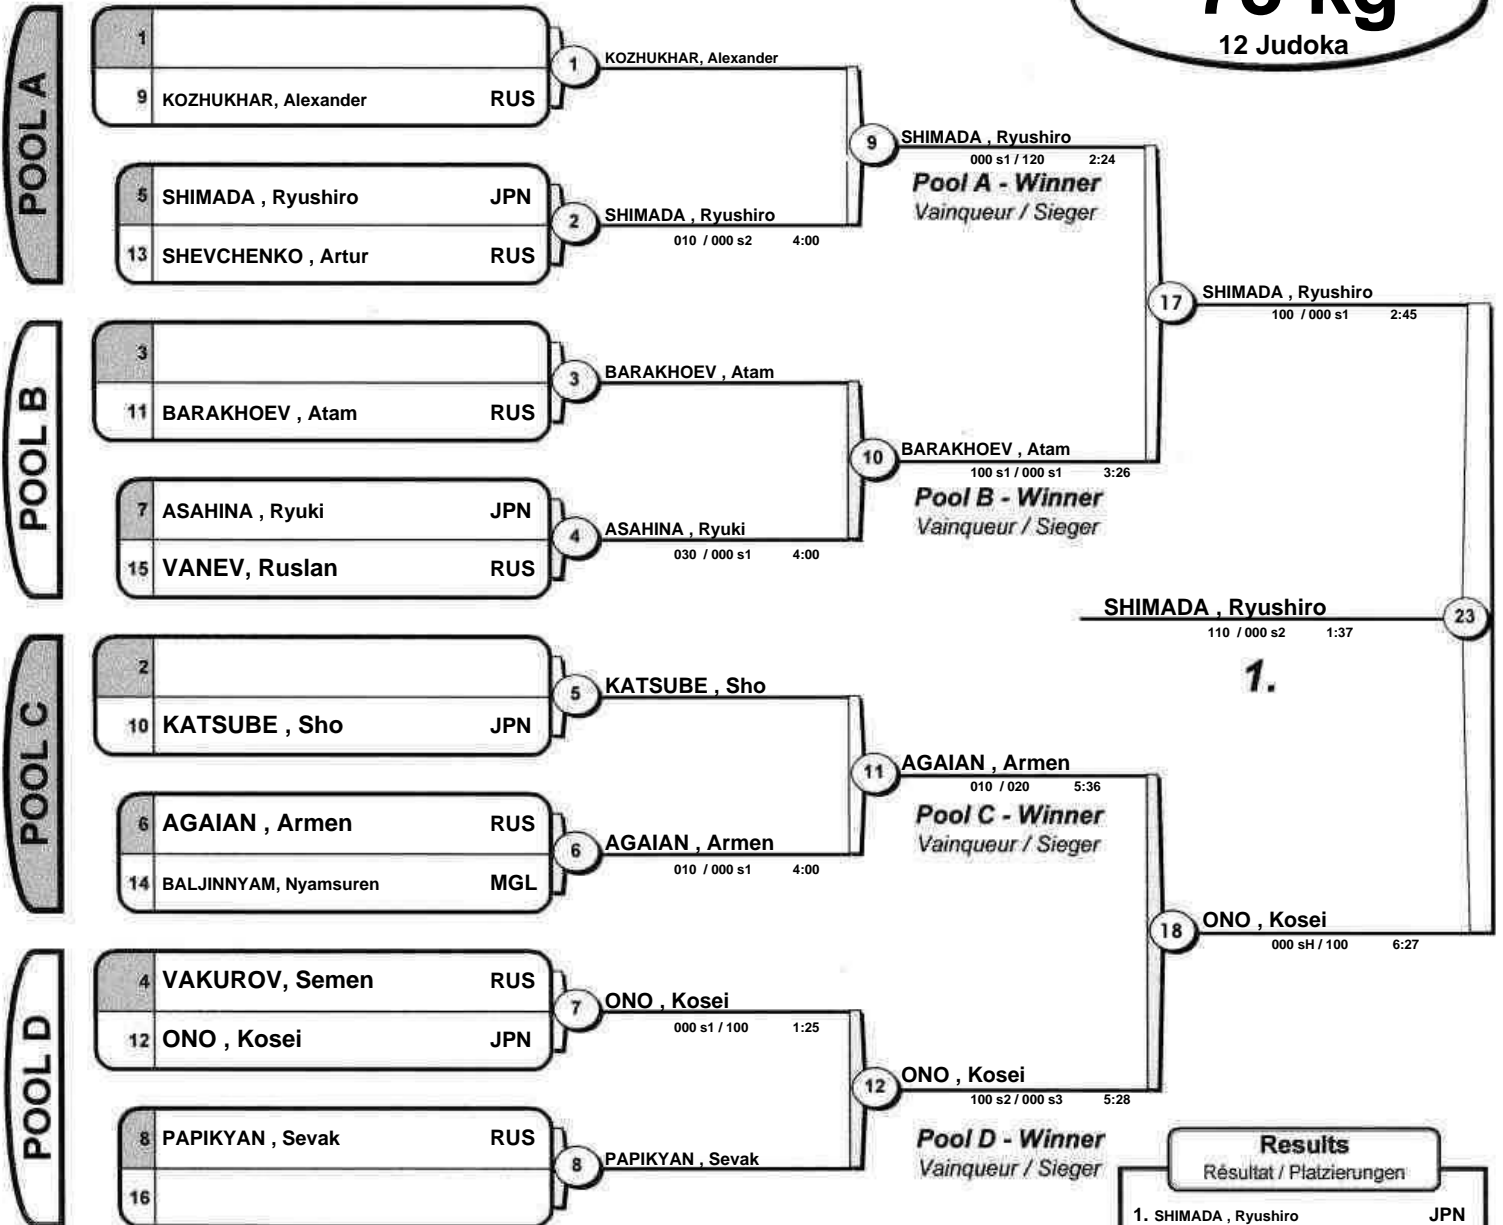 12 Judoka
POOL A
1
9 KOZHUKHAR, Alexander RUS
1 KOZHUKHAR, Alexander
5 SHIMADA , Ryushiro JPN
13 SHEVCHENKO , Artur RUS
2 SHIMADA , Ryushiro
010 / 000 s2 4:00
9 SHIMADA , Ryushiro
000 s1 / 120 2:24
Pool A - Winner
Vainqueur / Sieger
POOL B
3
11 BARAKHOEV , Atam RUS
3 BARAKHOEV , Atam
7 ASAHINA , Ryuki JPN
15 VANEV, Ruslan RUS
4 ASAHINA , Ryuki
030 / 000 s1 4:00
10 BARAKHOEV , Atam
100 s1 / 000 s1 3:26
Pool B - Winner
Vainqueur / Sieger
17 SHIMADA , Ryushiro
100 / 000 s1 2:45
SHIMADA , Ryushiro 23
110 / 000 s2 1:37
1.
POOL C
2
10 KATSUBE , Sho JPN
5 KATSUBE , Sho
6 AGAIAN , Armen RUS
14 BALJINNYAM, Nyamsuren MGL
6 AGAIAN , Armen
010 / 000 s1 4:00
11 AGAIAN , Armen
010 / 020 5:36
Pool C - Winner
Vainqueur / Sieger
18 ONO , Kosei
000 sH / 100 6:27
POOL D
4 VAKUROV, Semen RUS
12 ONO , Kosei JPN
7 ONO , Kosei
000 s1 / 100 1:25
8 PAPIKYAN , Sevak RUS
16
8 PAPIKYAN , Sevak
12 ONO , Kosei
100 s2 / 000 s3 5:28
Pool D - Winner
Vainqueur / Sieger
Results
Résultat / Platzierungen
1. SHIMADA , Ryushiro JPN